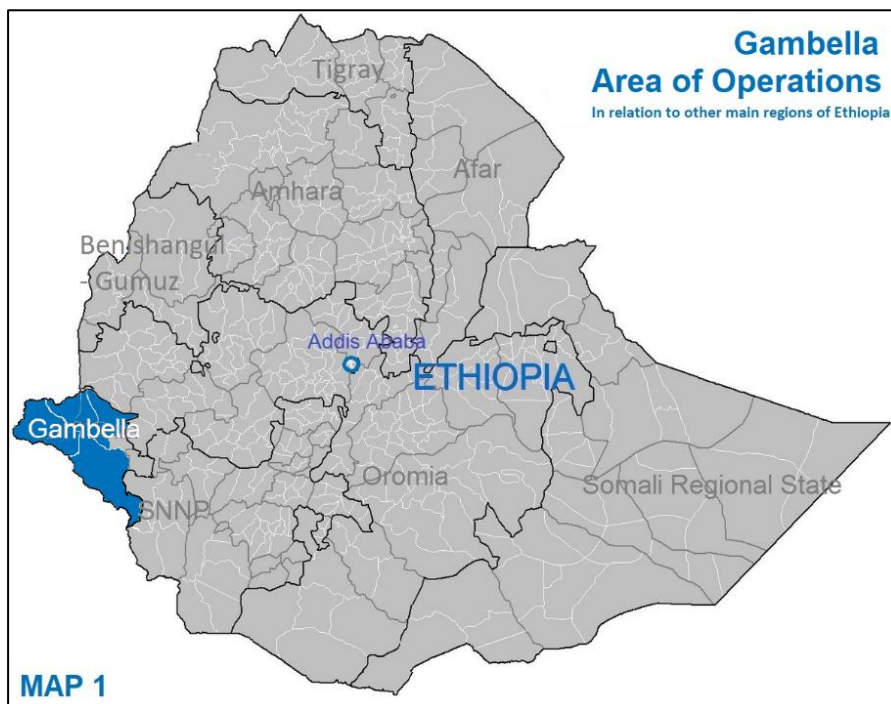 Gambella
Area of Operations
In relation to other main regions of Ethiopia
Tigray
Afar
Amhara
Benishangul
- Gumuz
Addis Ababa
ETHIOPIA
Gambella
Oromia
Somali Regional State
SNNP
MAP 1